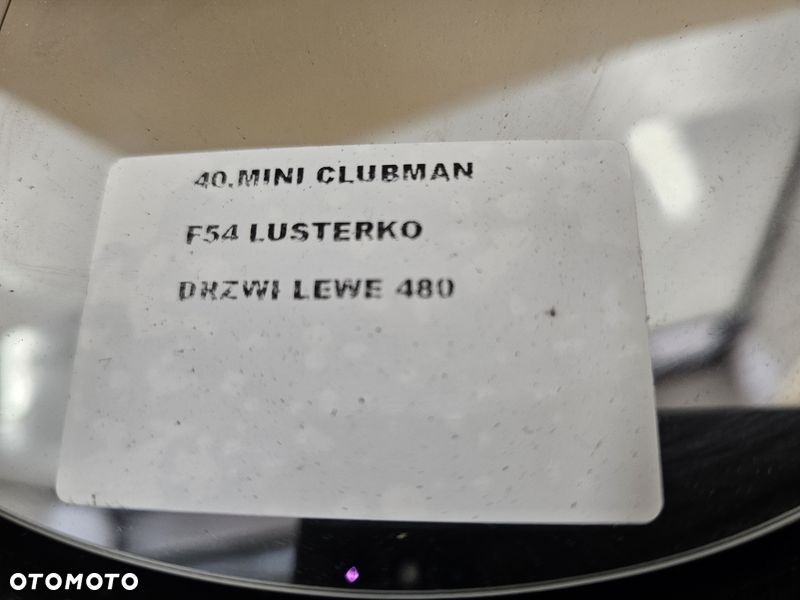 40.MINI CLUBMAN
F54 LUSTERKO
DRZWI LEWE 480
OTOMOTO